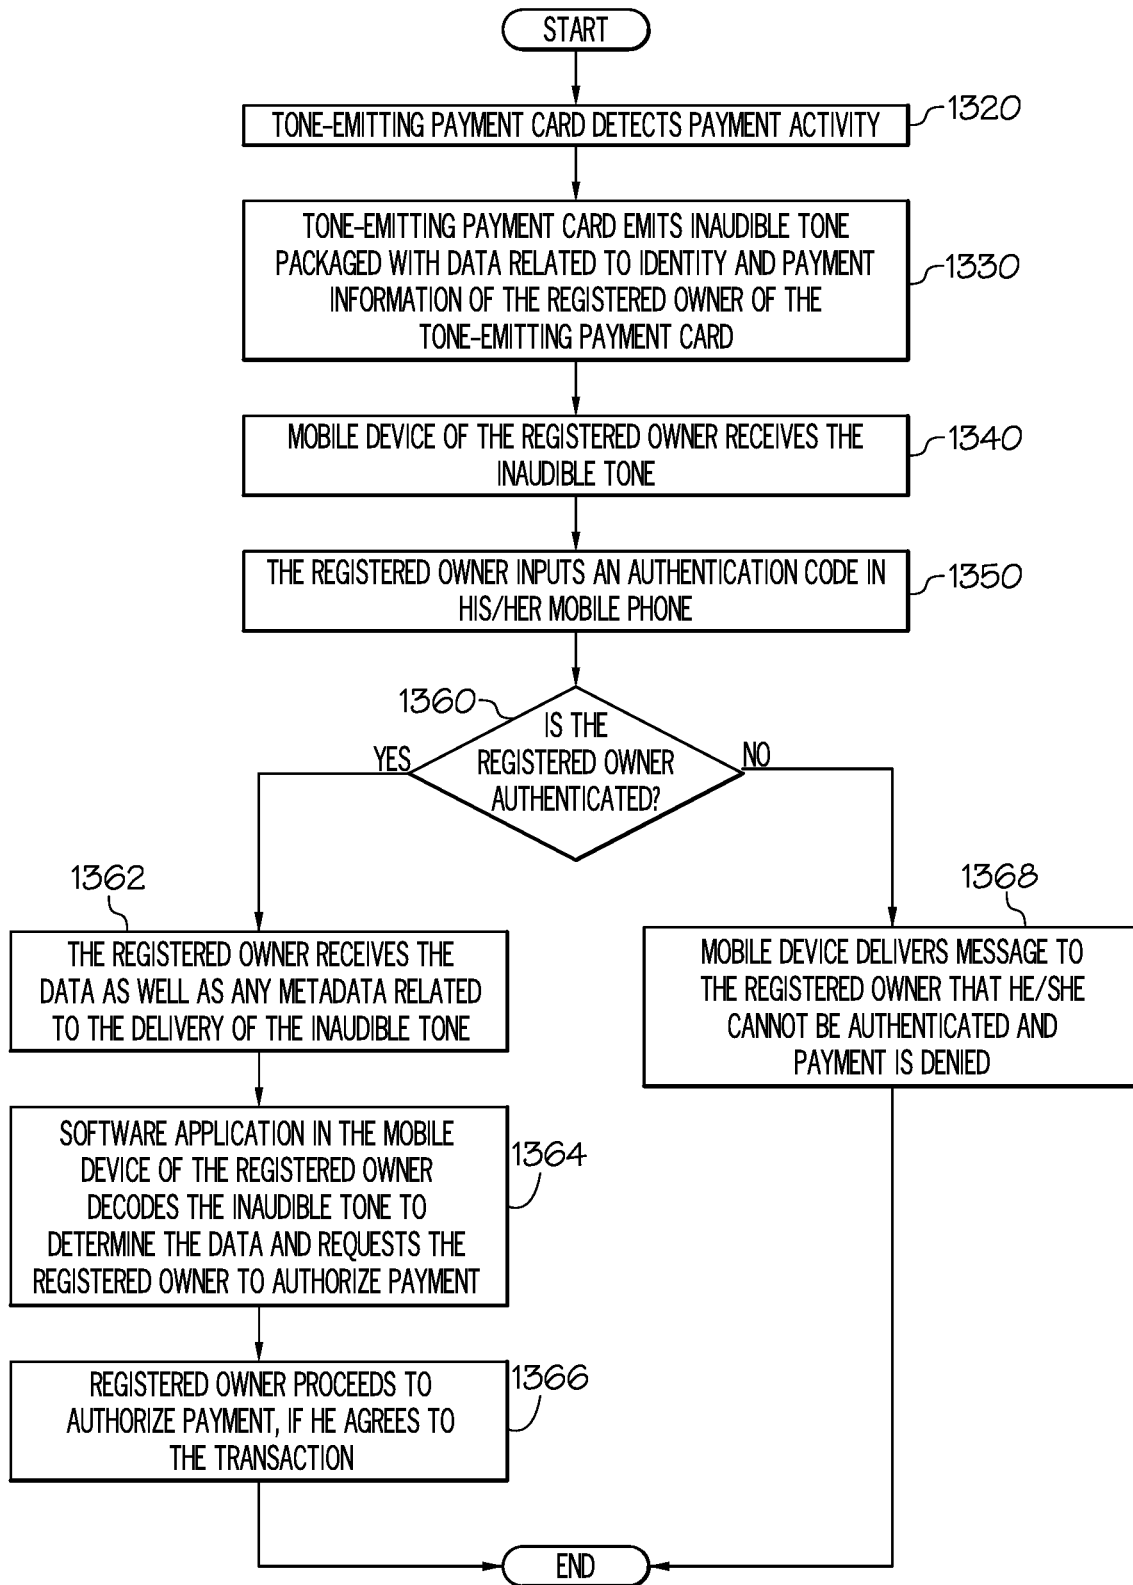 START
TONE-EMITTING PAYMENT CARD DETECTS PAYMENT ACTIVITY
1320
TONE-EMITTING PAYMENT CARD EMITS INAUDIBLE TONE
PACKAGED WITH DATA RELATED TO IDENTITY AND PAYMENT
INFORMATION OF THE REGISTERED OWNER OF THE
TONE-EMITTING PAYMENT CARD
1330
MOBILE DEVICE OF THE REGISTERED OWNER RECEIVES THE
INAUDIBLE TONE
1340
THE REGISTERED OWNER INPUTS AN AUTHENTICATION CODE IN
HIS/HER MOBILE PHONE
1350
1360
IS THE
REGISTERED OWNER
AUTHENTICATED?
YES
NO
1362
THE REGISTERED OWNER RECEIVES THE
DATA AS WELL AS ANY METADATA RELATED
TO THE DELIVERY OF THE INAUDIBLE TONE
1368
MOBILE DEVICE DELIVERS MESSAGE TO
THE REGISTERED OWNER THAT HE/SHE
CANNOT BE AUTHENTICATED AND
PAYMENT IS DENIED
SOFTWARE APPLICATION IN THE MOBILE
DEVICE OF THE REGISTERED OWNER
DECODES THE INAUDIBLE TONE TO
DETERMINE THE DATA AND REQUESTS THE
REGISTERED OWNER TO AUTHORIZE PAYMENT
1364
REGISTERED OWNER PROCEEDS TO
AUTHORIZE PAYMENT, IF HE AGREES TO
THE TRANSACTION
1366
END